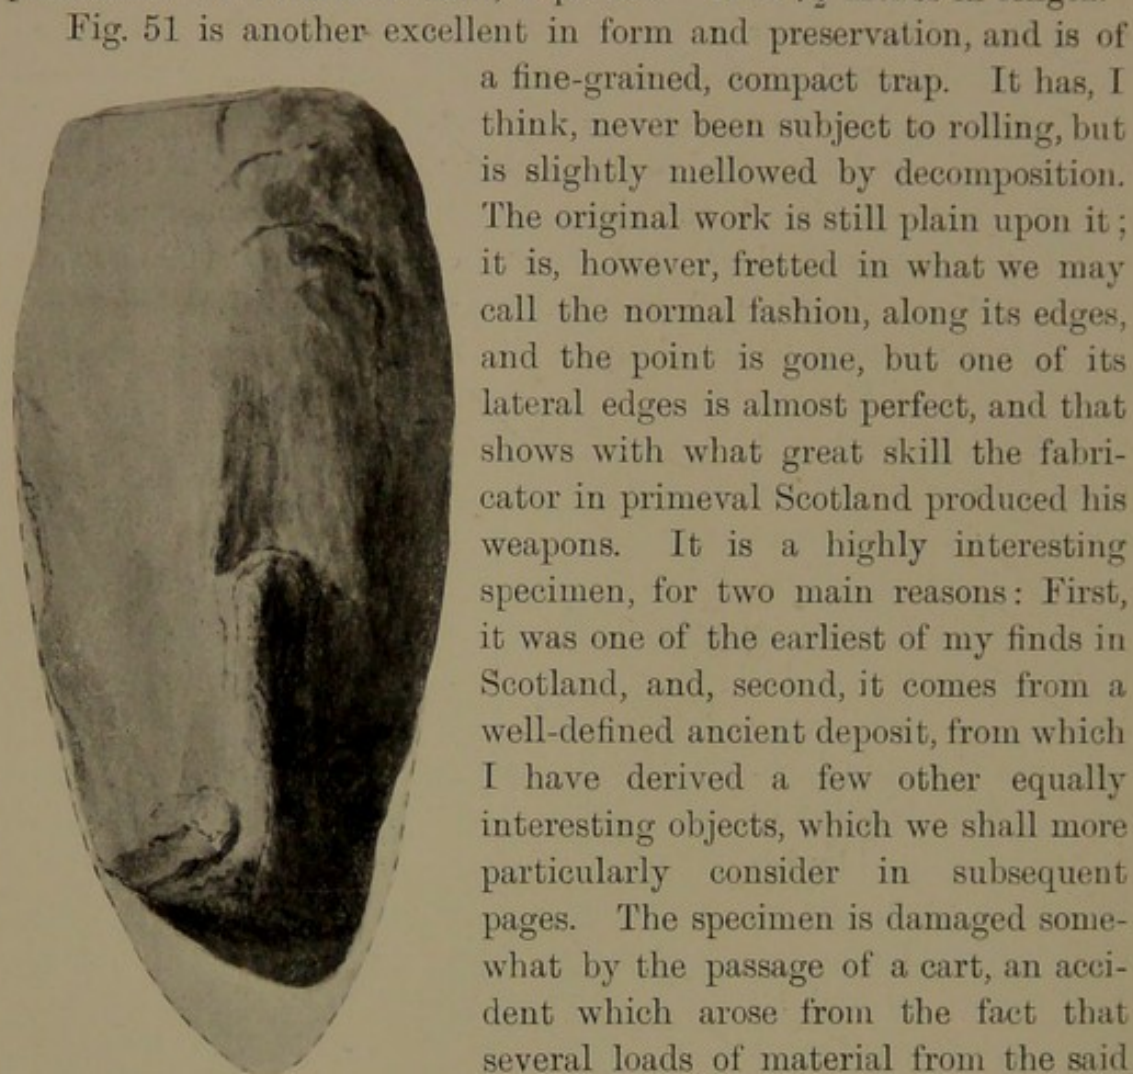 Fig. 51 is another excellent in form and preservation, and is of
a fine-grained, compact trap. It has, I
think, never been subject to rolling, but
is slightly mellowed by decomposition.
The original work is still plain upon it;
it is, however, fretted in what we may
call the normal fashion, along its edges,
and the point is gone, but one of its
lateral edges is almost perfect, and that
shows with what great skill the fabri-
cator in primeval Scotland produced his
weapons. It is a highly interesting
specimen, for two main reasons: First,
it was one of the earliest of my finds in
Scotland, and, second, it comes from a
well-defined ancient deposit, from which
I have derived a few other equally
interesting objects, which we shall more
particularly consider in subsequent
pages. The specimen is damaged some-
what by the passage of a cart, an acci-
dent which arose from the fact that
several loads of material from the said